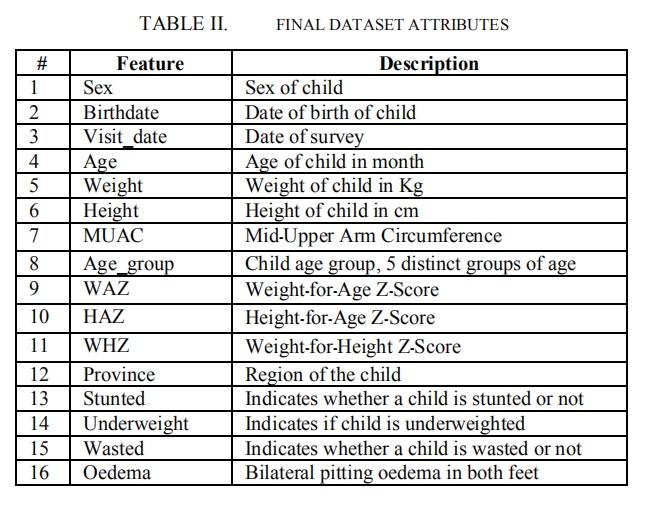 TABLE II. FINAL DATASET ATTRIBUTES
# Feature Description
1 Sex Sex of child
2 Birthdate Date of birth of child
3 Visit_date Date of survey
4 Age Age of child in month
5 Weight Weight of child in Kg
6 Height Height of child in cm
7 MUAC Mid-Upper Arm Circumference
8 Age_group Child age group, 5 distinct groups of age
9 WAZ Weight-for-Age Z-Score
10 HAZ Height-for-Age Z-Score
11 WHZ Weight-for-Height Z-Score
12 Province Region of the child
13 Stunted Indicates whether a child is stunted or not
14 Underweight Indicates if child is underweighted
15 Wasted Indicates whether a child is wasted or not
16 Oedema Bilateral pitting oedema in both feet